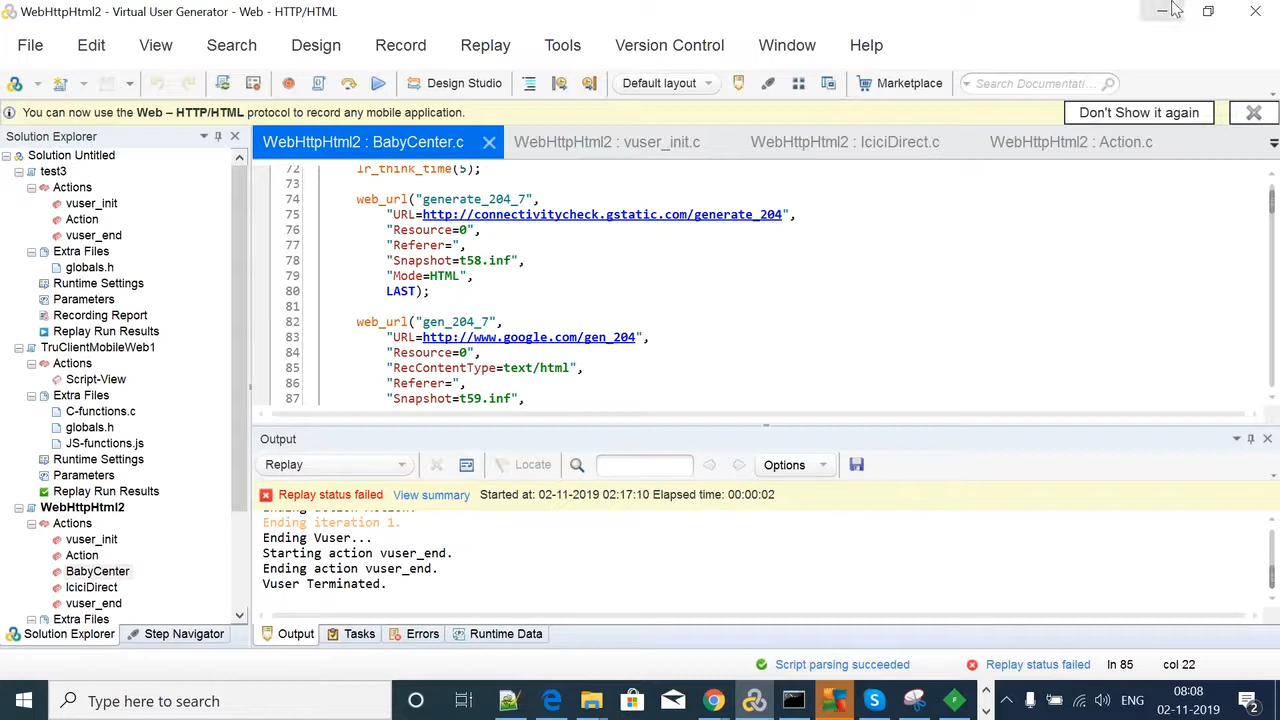 WebHttpHtml2 - Virtual User Generator - Web - HTTP/HTML
File Edit View Search Design Record Replay Tools Version Control Window Help
Design Studio Default layout Marketplace Search Documentati...
You can now use the Web – HTTP/HTML protocol to record any mobile application. Don't Show it again
Solution Explorer
Solution Untitled
test3
Actions
vuser_init
Action
vuser_end
Extra Files
globals.h
Runtime Settings
Parameters
Recording Report
Replay Run Results
TruClientMobileWeb1
Actions
Script-View
Extra Files
C-functions.c
globals.h
JS-functions.js
Runtime Settings
Parameters
Replay Run Results
WebHttpHtml2
Actions
vuser_init
Action
BabyCenter
IciciDirect
vuser_end
Extra Files
Solution Explorer Step Navigator
WebHttpHtml2 : BabyCenter.c WebHttpHtml2 : vuser_init.c WebHttpHtml2 : IciciDirect.c WebHttpHtml2 : Action.c
72 lr_think_time(5);
73
74 web_url("generate_204_7",
75 "URL=http://connectivitycheck.gstatic.com/generate_204",
76 "Resource=0",
77 "Referer=",
78 "Snapshot=t58.inf",
79 "Mode=HTML",
80 LAST);
81
82 web_url("gen_204_7",
83 "URL=http://www.google.com/gen_204",
84 "Resource=0",
85 "RecContentType=text/html",
86 "Referer=",
87 "Snapshot=t59.inf",
Output
Replay Locate Options
Replay status failed View summary Started at: 02-11-2019 02:17:10 Elapsed time: 00:00:02
Ending action Action.
Ending iteration 1.
Ending Vuser...
Starting action vuser_end.
Ending action vuser_end.
Vuser Terminated.
Output Tasks Errors Runtime Data
Script parsing succeeded Replay status failed ln 85 col 22
Type here to search ENG 08:08
02-11-2019 2